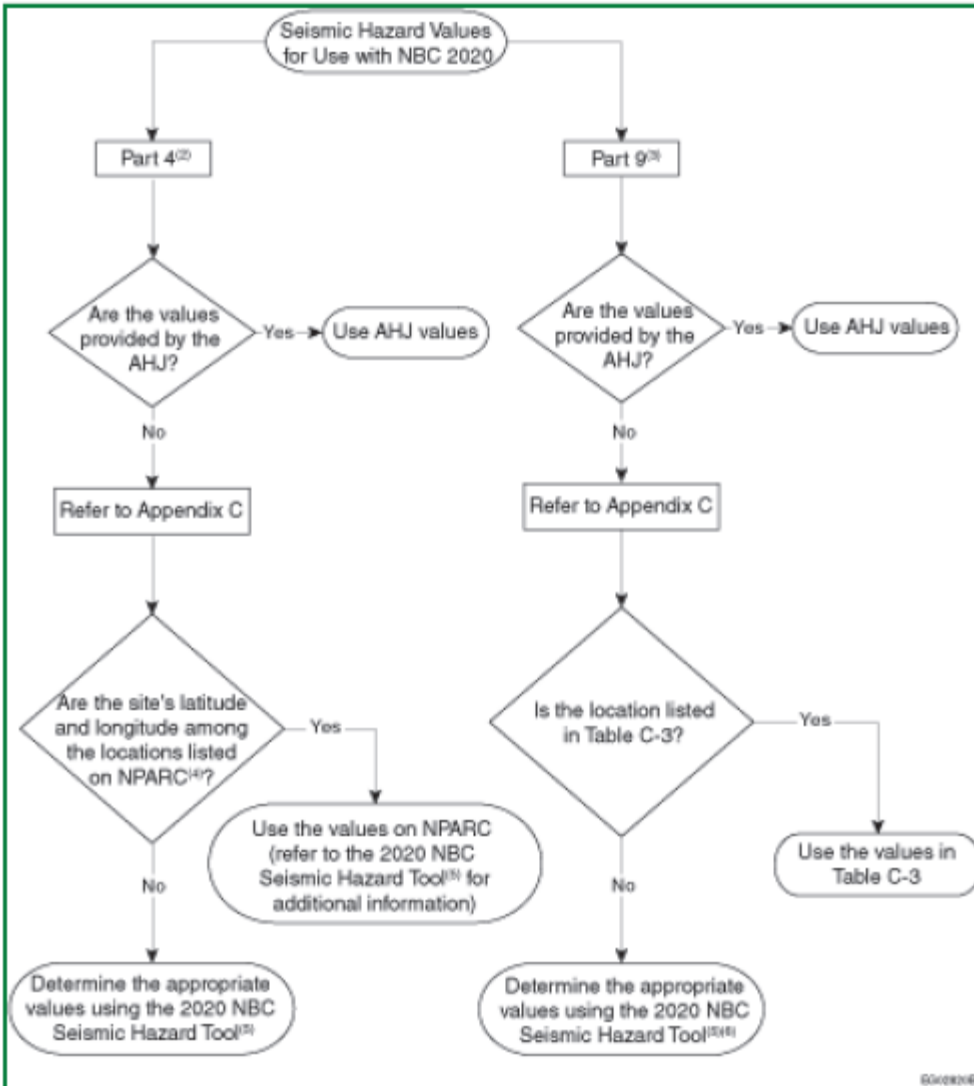 Seismic Hazard Values
for Use with NBC 2020
Part 4(2)
Part 9(3)
Are the values
provided by the
AHJ?
Yes
Use AHJ values
Are the values
provided by the
AHJ?
Yes
Use AHJ values
No
No
Refer to Appendix C
Refer to Appendix C
Are the site's latitude
and longitude among
the locations listed
on NPARC(4)?
Yes
Is the location listed
in Table C-3?
Yes
Use the values on NPARC
(refer to the 2020 NBC
Seismic Hazard Tool(5) for
additional information)
Use the values in
Table C-3
No
No
Determine the appropriate
values using the 2020 NBC
Seismic Hazard Tool(5)
Determine the appropriate
values using the 2020 NBC
Seismic Hazard Tool(5)(6)